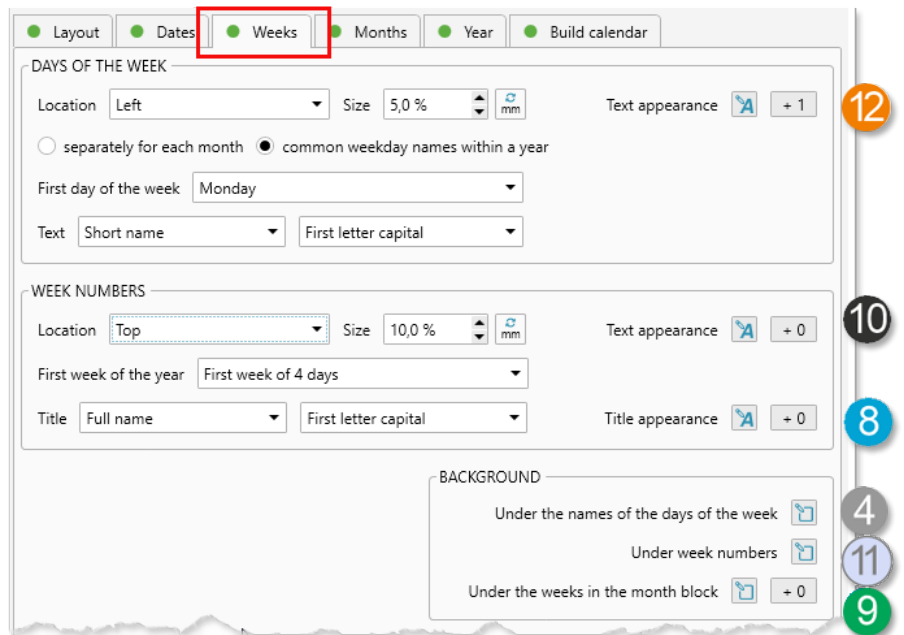 Layout Dates Weeks Months Year Build calendar
DAYS OF THE WEEK
Location Left Size 5,0 % mm Text appearance A + 1 12
separately for each month common weekday names within a year
First day of the week Monday
Text Short name First letter capital
WEEK NUMBERS
Location Top Size 10,0 % mm Text appearance A + 0 10
First week of the year First week of 4 days
Title Full name First letter capital Title appearance A + 0 8
BACKGROUND
Under the names of the days of the week 4
Under week numbers 11
Under the weeks in the month block + 0 9